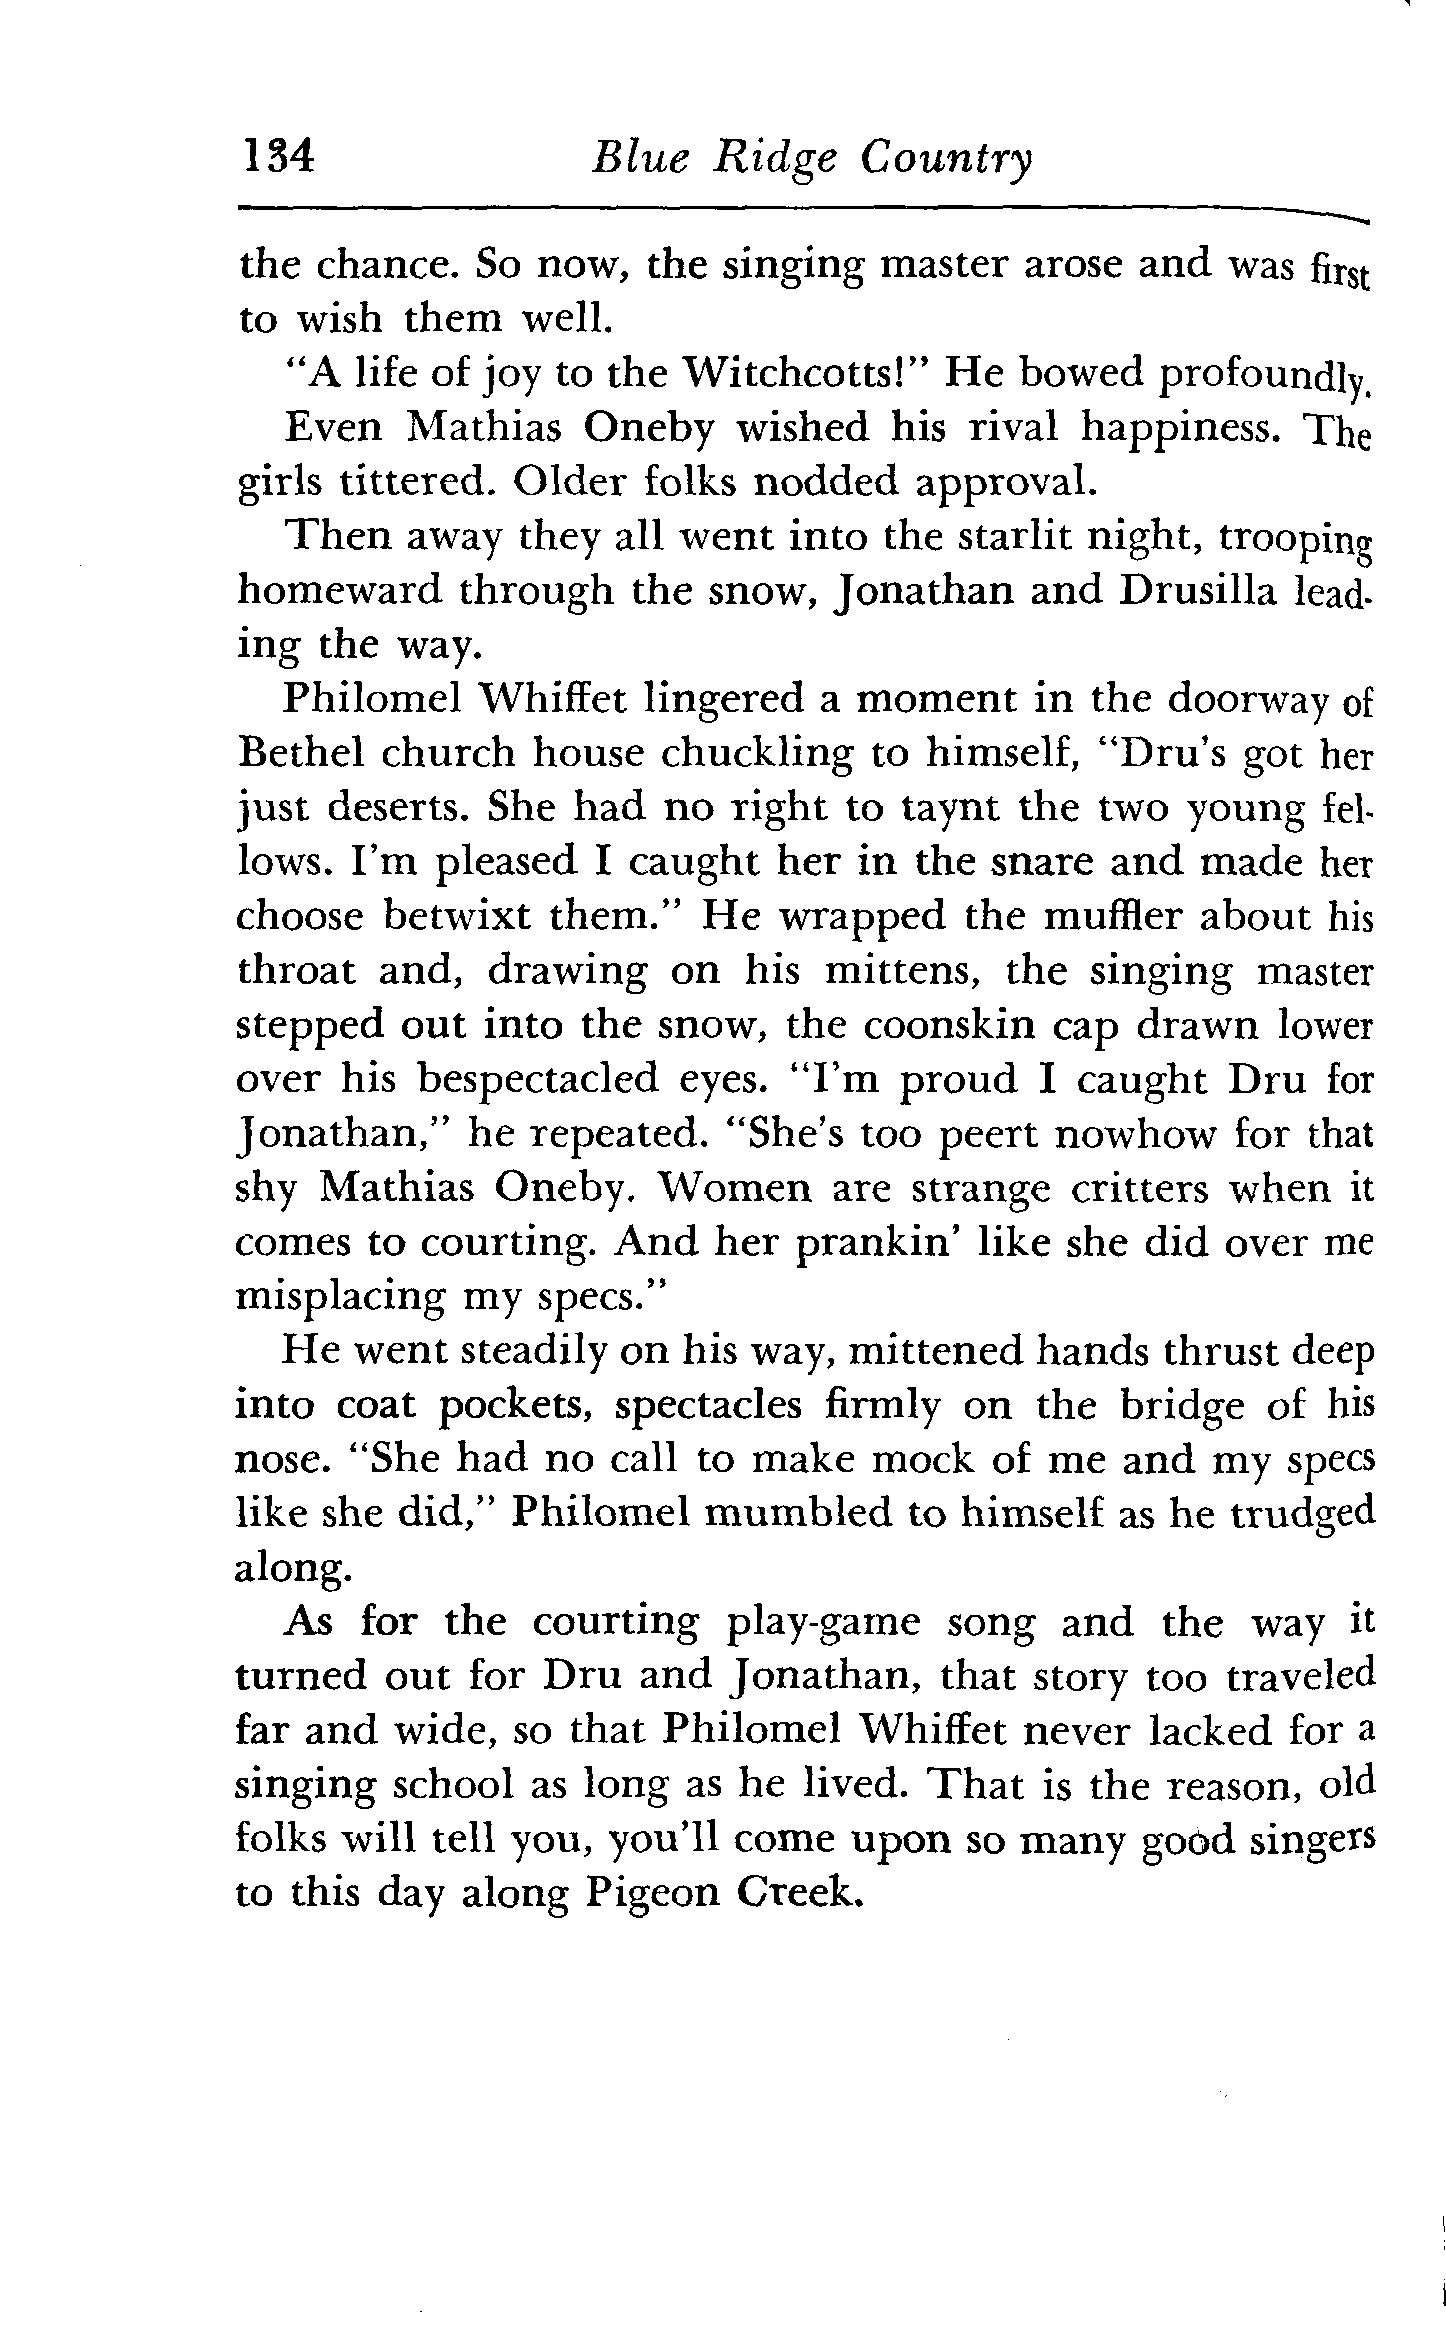 134 Blue Ridge Country
the chance. So now, the singing master arose and was first
to wish them well.
"A life of joy to the Witchcotts!" He bowed profoundly.
Even Mathias Oneby wished his rival happiness. The
girls tittered. Older folks nodded approval.
Then away they all went into the starlit night, trooping
homeward through the snow, Jonathan and Drusilla lead-
ing the way.
Philomel Whiffet lingered a moment in the doorway of
Bethel church house chuckling to himself, "Dru's got her
just deserts. She had no right to taynt the two young fel-
lows. I'm pleased I caught her in the snare and made her
choose betwixt them." He wrapped the muffler about his
throat and, drawing on his mittens, the singing master
stepped out into the snow, the coonskin cap drawn lower
over his bespectacled eyes. "I'm proud I caught Dru for
Jonathan," he repeated. "She's too peert nowhow for that
shy Mathias Oneby. Women are strange critters when it
comes to courting. And her prankin' like she did over me
misplacing my specs."
He went steadily on his way, mittened hands thrust deep
into coat pockets, spectacles firmly on the bridge of his
nose. "She had no call to make mock of me and my specs
like she did," Philomel mumbled to himself as he trudged
along.
As for the courting play-game song and the way it
turned out for Dru and Jonathan, that story too traveled
far and wide, so that Philomel Whiffet never lacked for a
singing school as long as he lived. That is the reason, old
folks will tell you, you'll come upon so many good singers
to this day along Pigeon Creek.